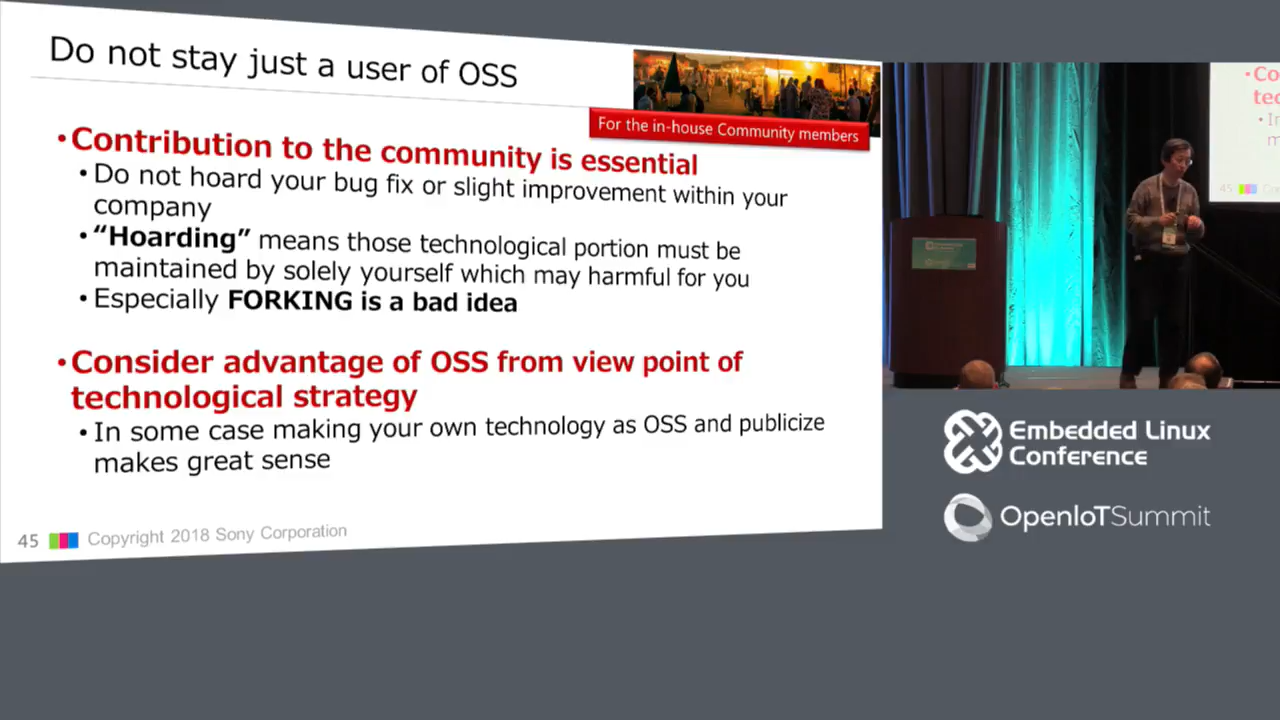 Do not stay just a user of OSS
For the in-house Community members
•Contribution to the community is essential
•Do not hoard your bug fix or slight improvement within your
company
•“Hoarding” means those technological portion must be
maintained by solely yourself which may harmful for you
•Especially FORKING is a bad idea
•Consider advantage of OSS from view point of
technological strategy
•In some case making your own technology as OSS and publicize
makes great sense
45 Copyright 2018 Sony Corporation
•Co
tec
• In
m
45
Embedded Linux
Conference
OpenIoTSummit